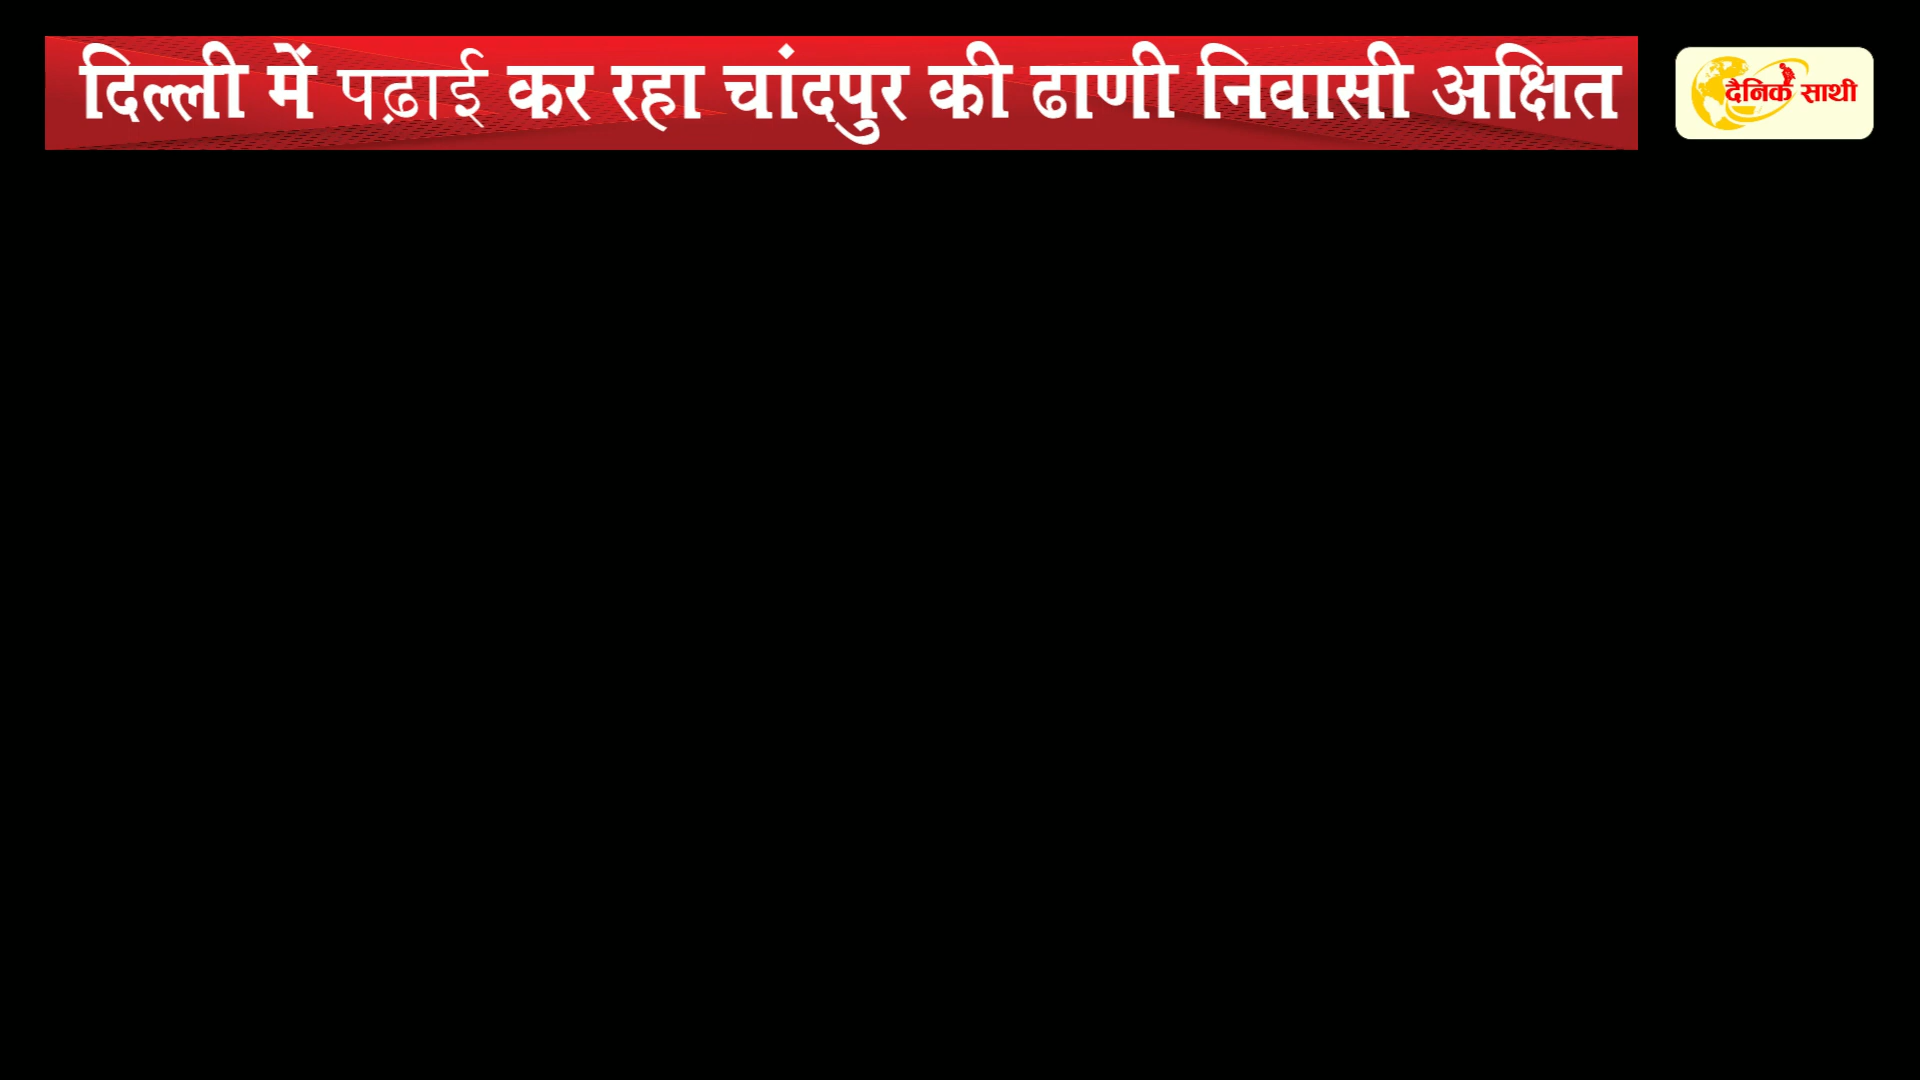 दिल्ली में पढ़ाई कर रहा चांदपुर की ढाणी निवासी अक्षित
दैनिक साथी